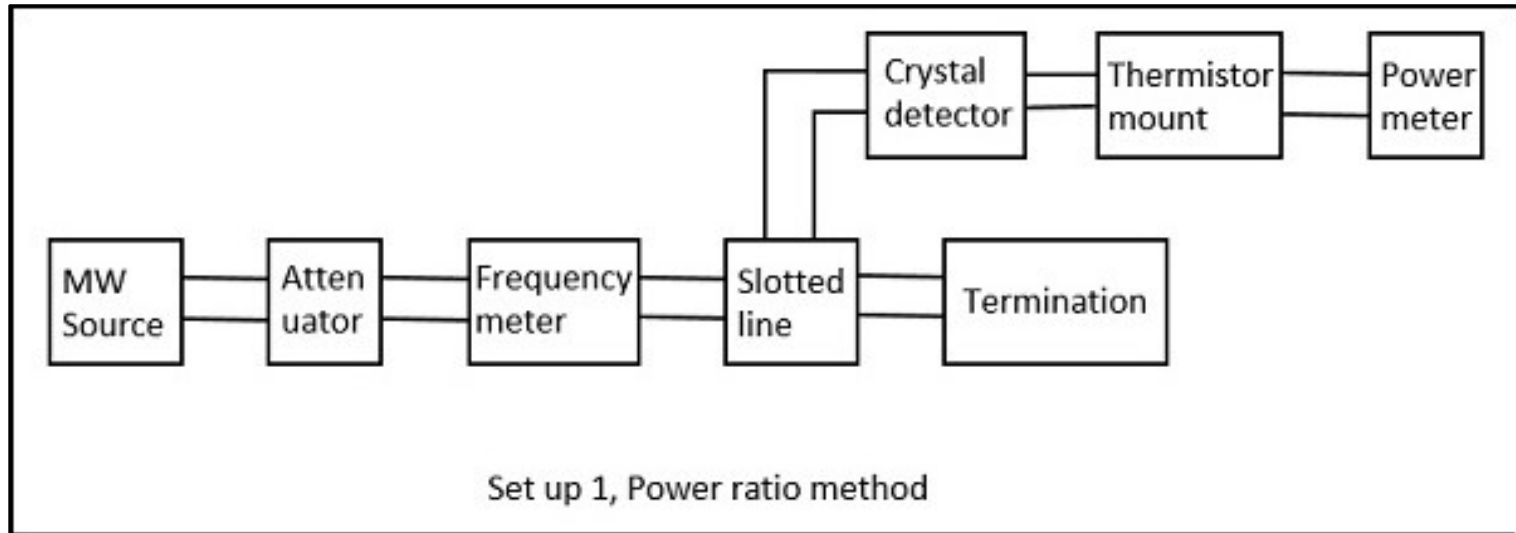 Crystal
detector
Thermistor
mount
Power
meter
MW
Source
Atten
uator
Frequency
meter
Slotted
line
Termination
Set up 1, Power ratio method